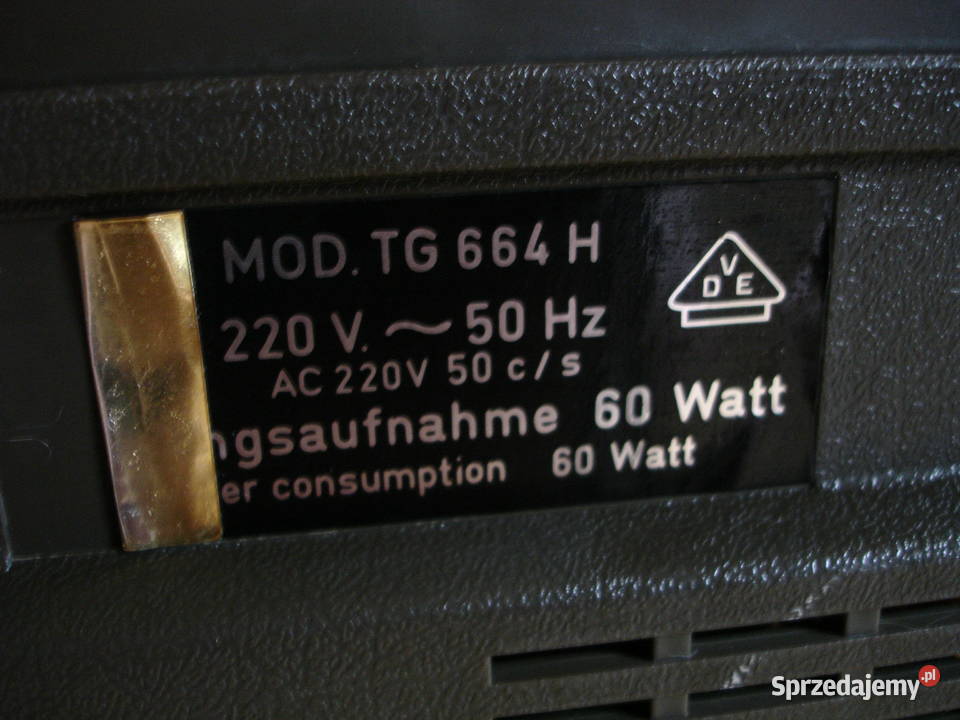 MOD. TG 664 H
VDE
220 V. ~ 50 Hz
AC 220V 50 c/s
ngsaufnahme 60 Watt
er consumption 60 Watt
Sprzedajemy.pl